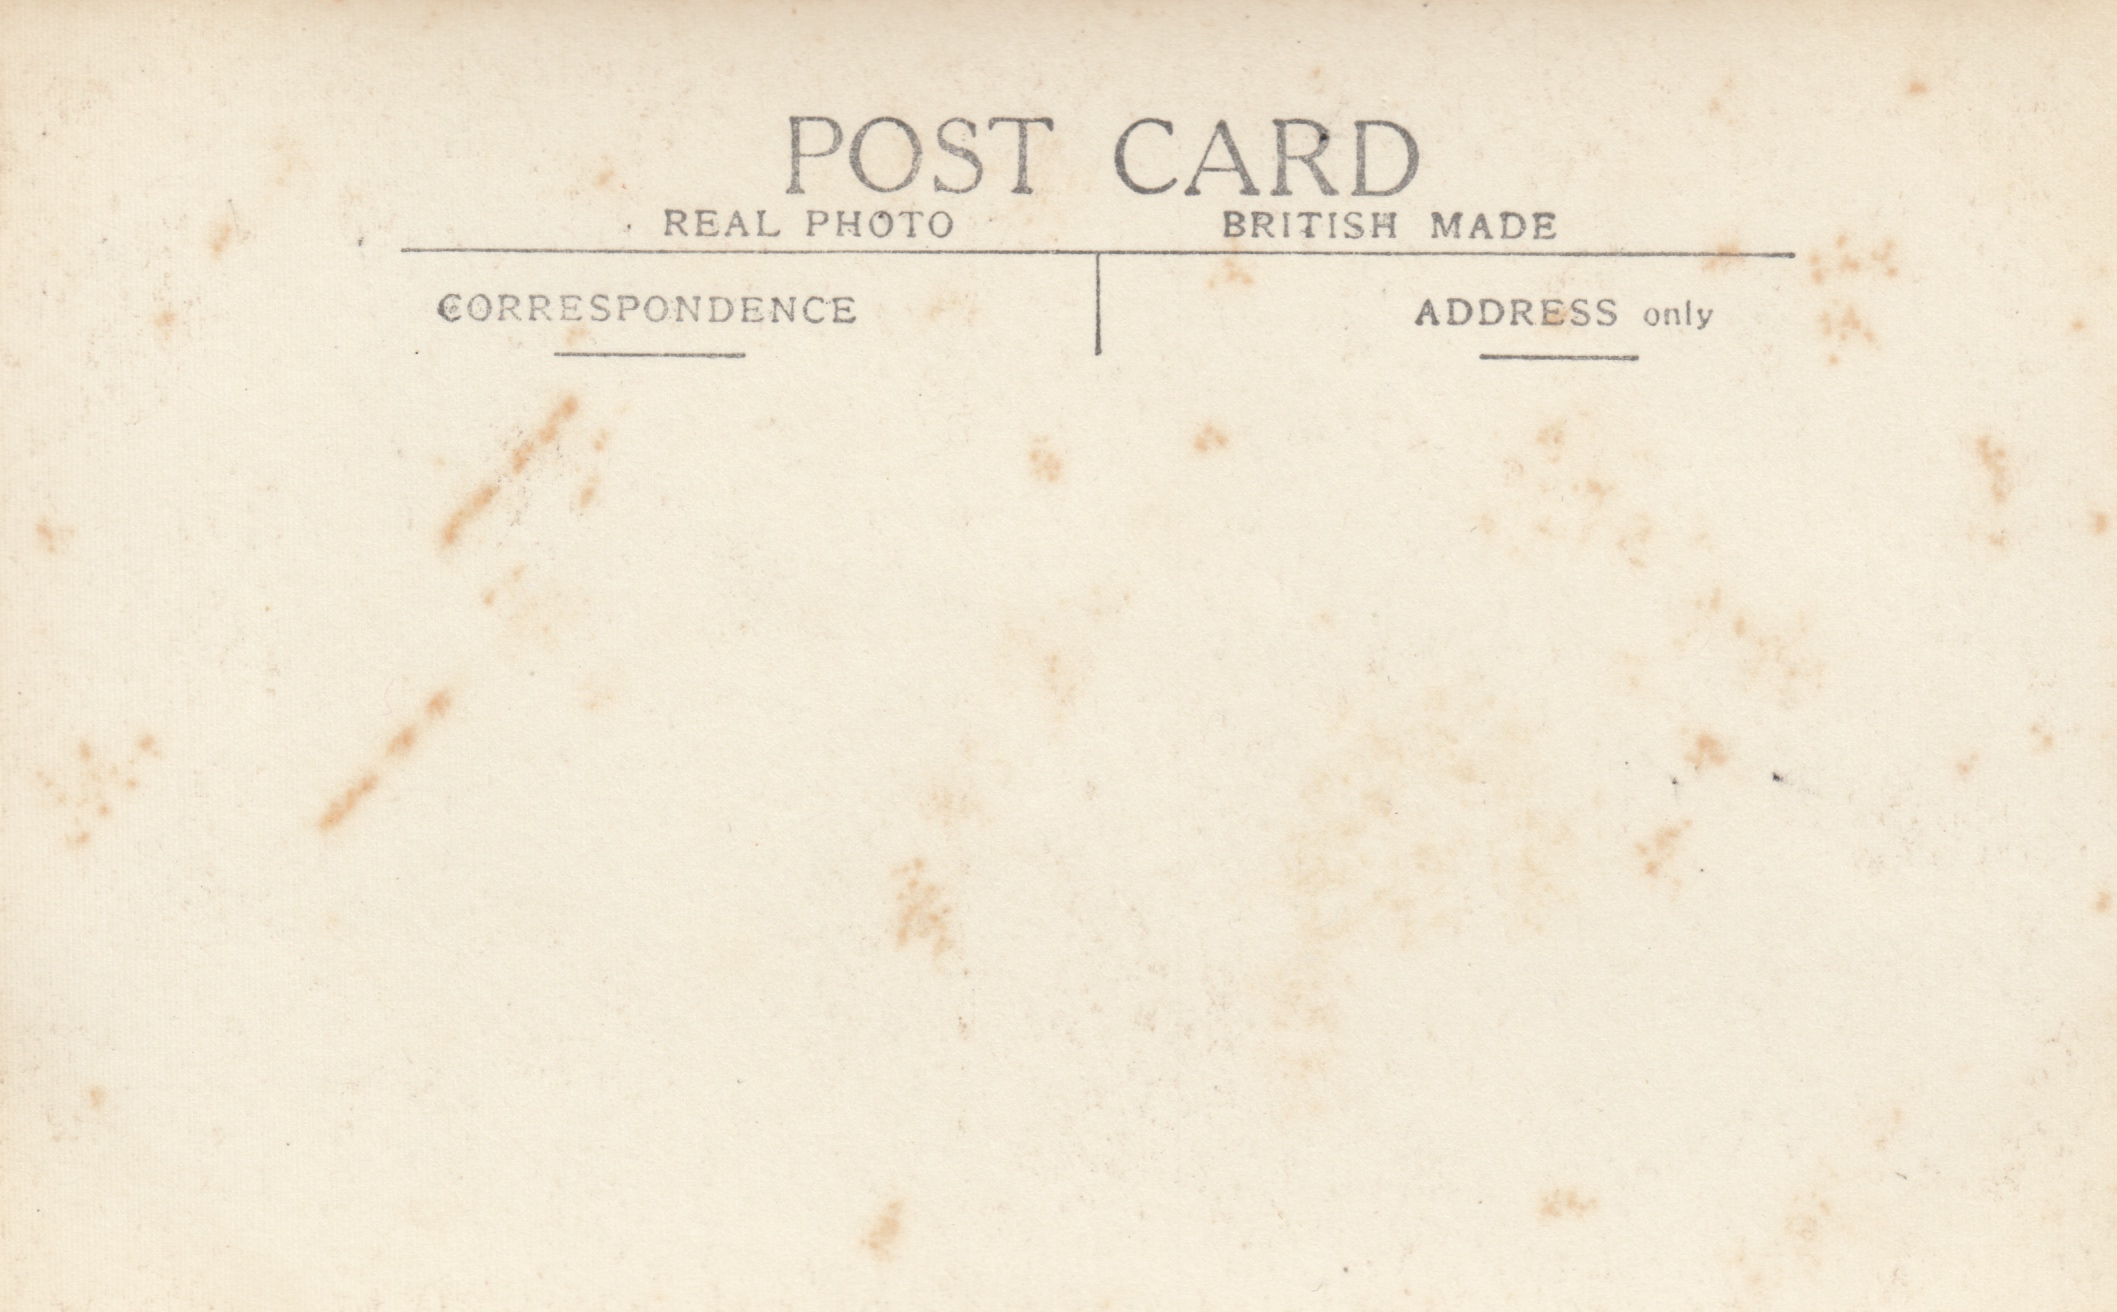 POST CARD
REAL PHOTO BRITISH MADE
CORRESPONDENCE ADDRESS only